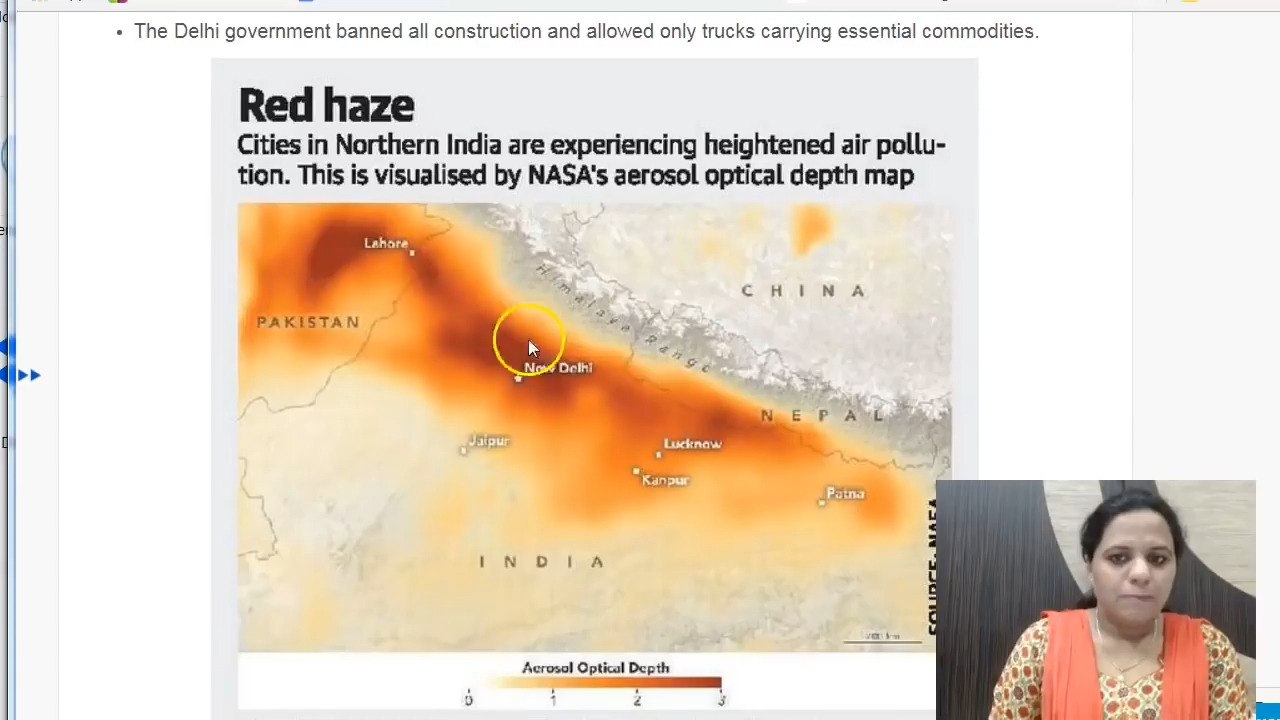 The Delhi government banned all construction and allowed only trucks carrying essential commodities.
Red haze
Cities in Northern India are experiencing heightened air pollu-
tion. This is visualised by NASA's aerosol optical depth map
Lahore
Himalaya Range
CHINA
PAKISTAN
New Delhi
NEPAL
Jaipur
Lucknow
Kanpur
Patna
INDIA
SOURCE: NASA
Aerosol Optical Depth
0 1 2 3